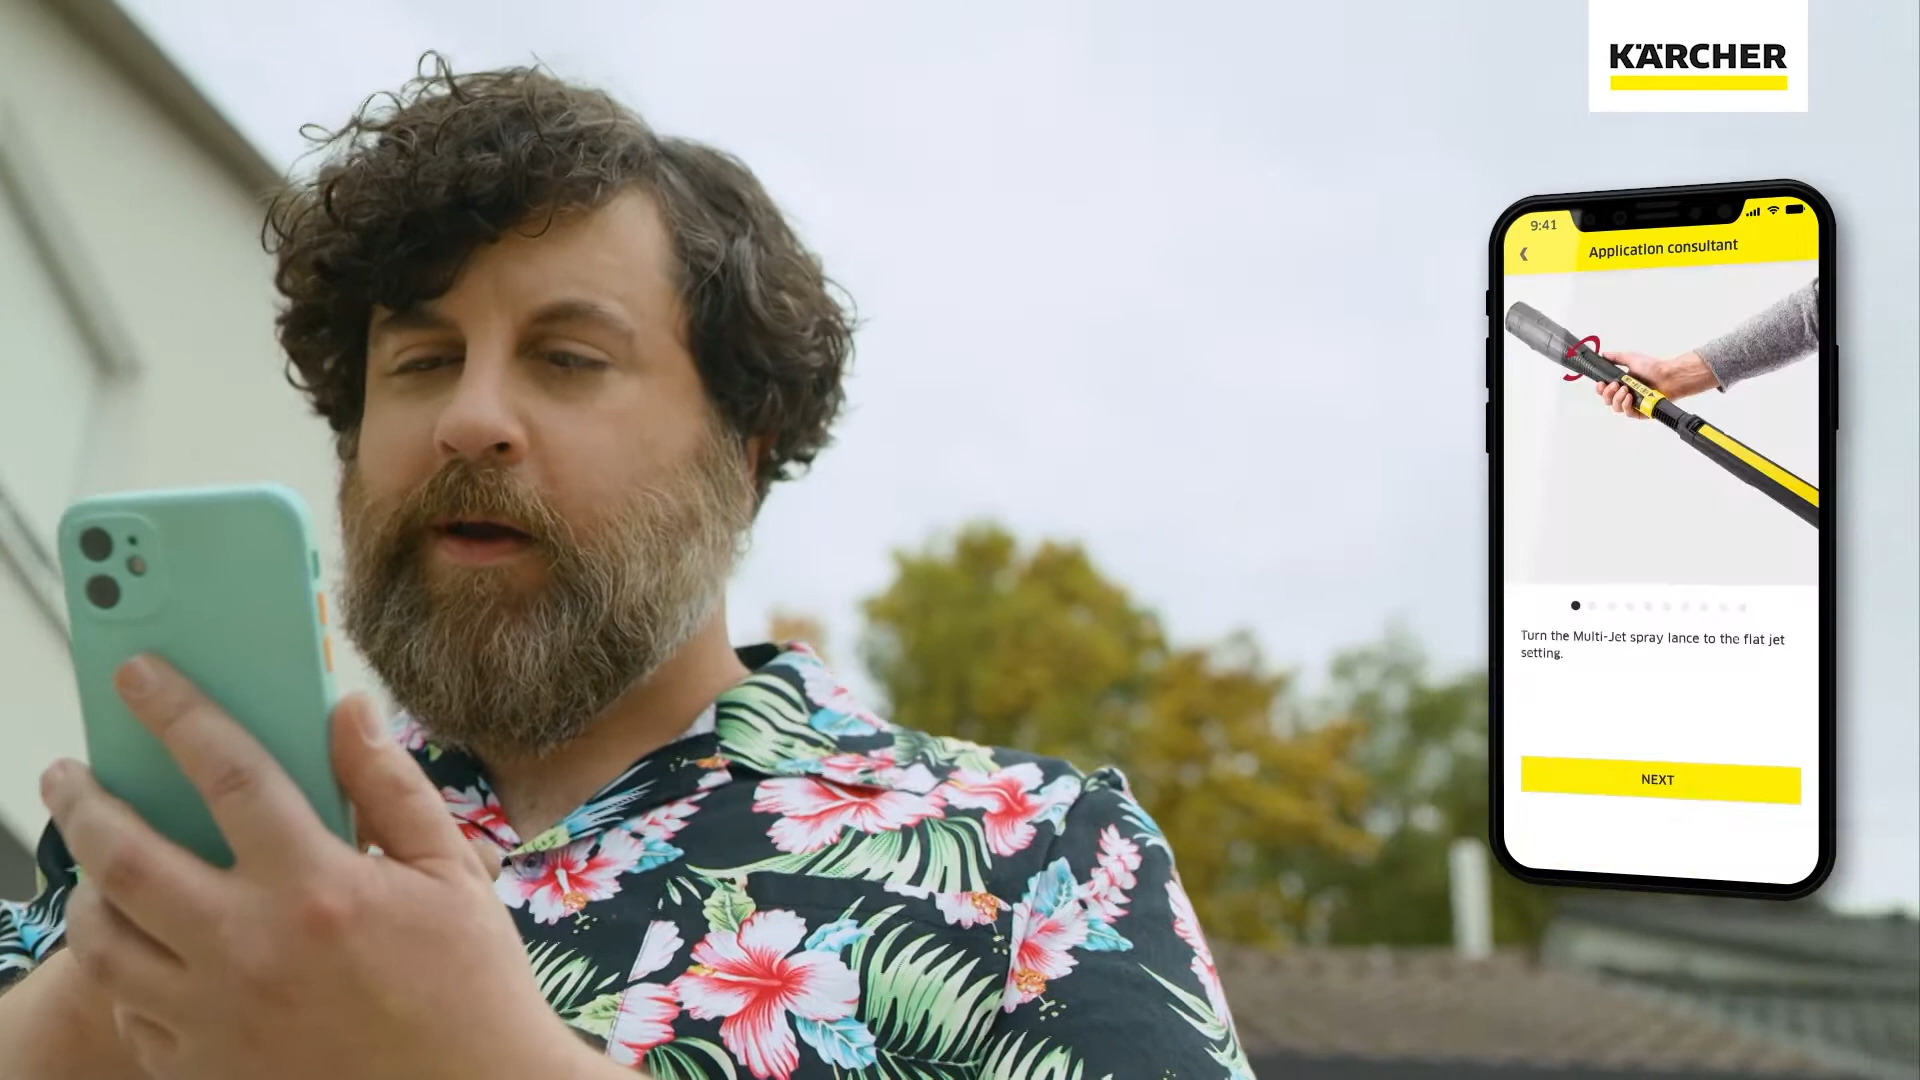 KÄRCHER
9:41
Application consultant
Turn the Multi-Jet spray lance to the flat jet
setting.
NEXT